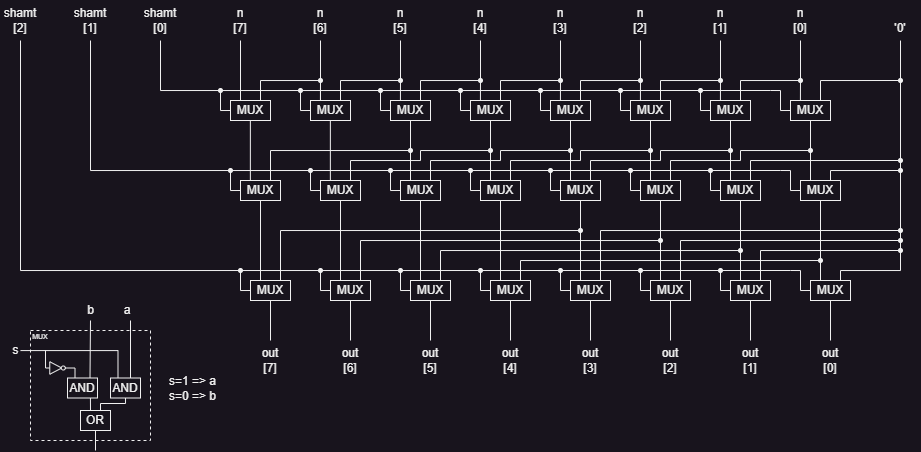 shamt shamt shamt n n n n n n n n
[2] [1] [0] [7] [6] [5] [4] [3] [2] [1] [0] '0'
MUX MUX MUX MUX MUX MUX MUX MUX
MUX MUX MUX MUX MUX MUX MUX MUX
MUX MUX MUX MUX MUX MUX MUX MUX
b a
MUX
s
out out out out out out out out
[7] [6] [5] [4] [3] [2] [1] [0]
s=1 => a
AND AND
s=0 => b
OR